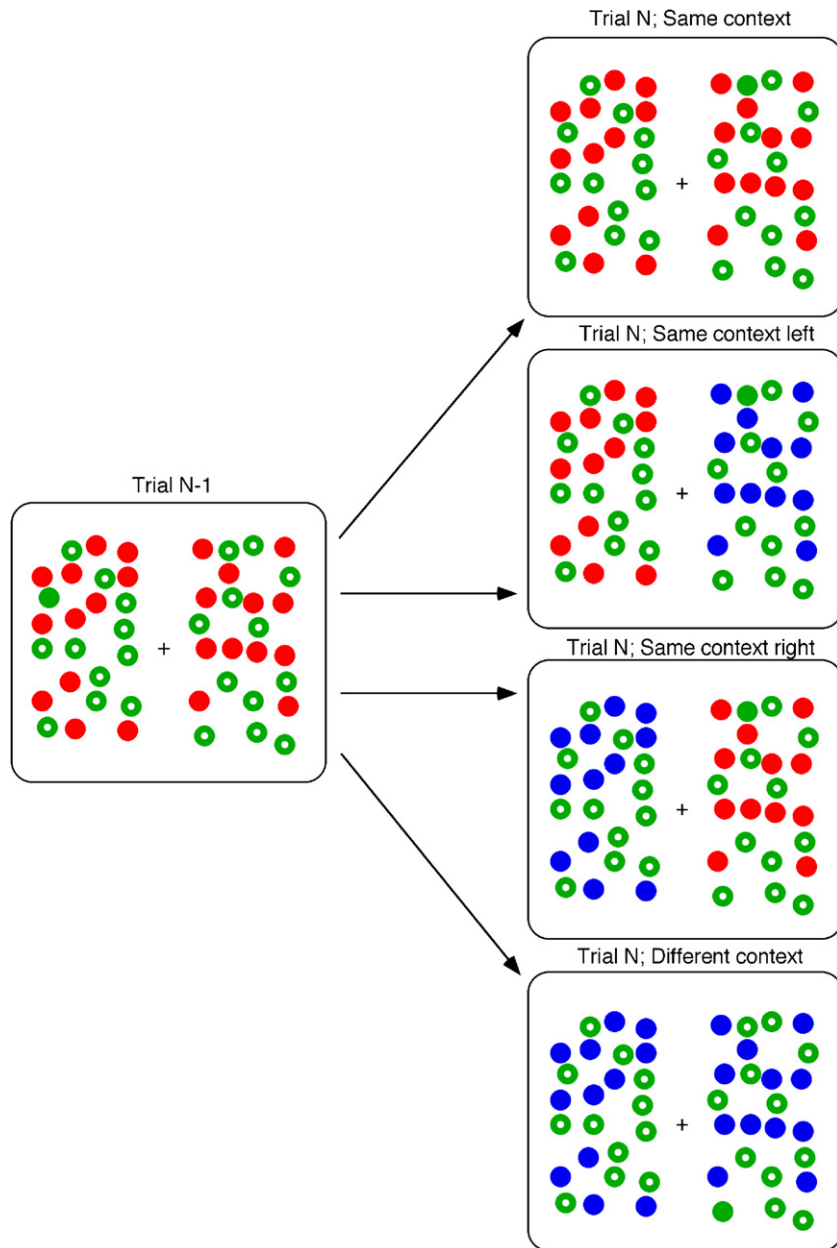 Trial N; Same context
+
Trial N; Same context left
+
Trial N-1
+
Trial N; Same context right
+
Trial N; Different context
+